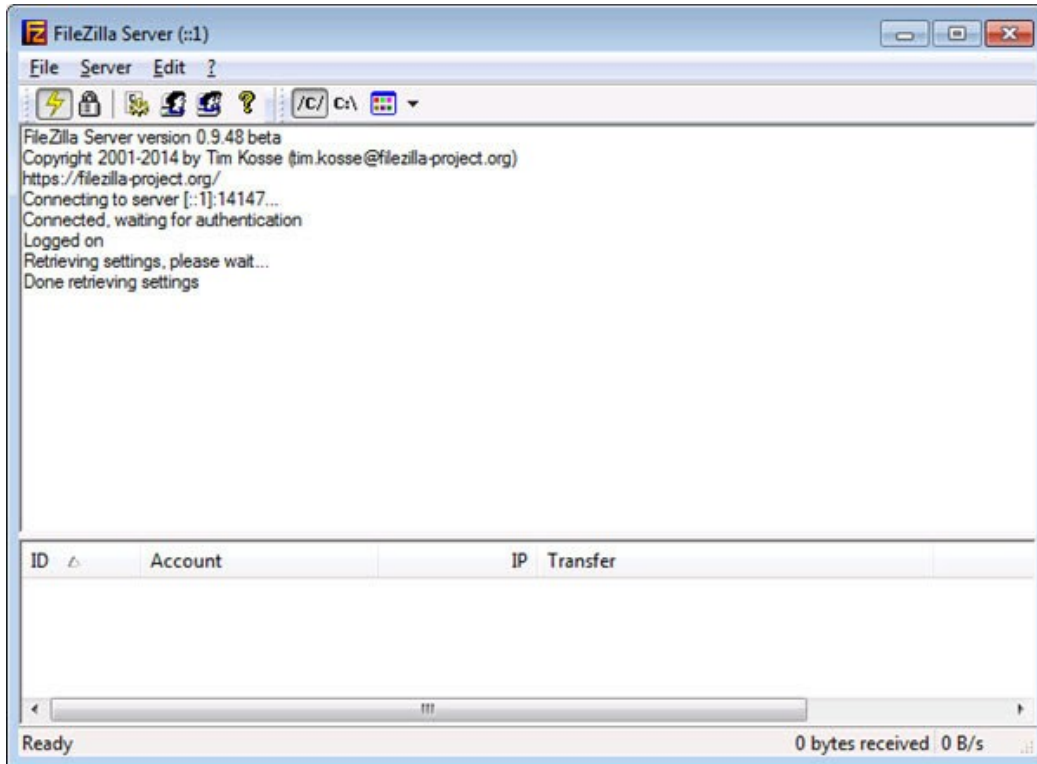 FileZilla Server (::1)
File Server Edit ?
/C/ C:\
FileZilla Server version 0.9.48 beta
Copyright 2001-2014 by Tim Kosse (tim.kosse@filezilla-project.org)
https://filezilla-project.org/
Connecting to server [::1]:14147...
Connected, waiting for authentication
Logged on
Retrieving settings, please wait...
Done retrieving settings
ID Account IP Transfer
Ready 0 bytes received 0 B/s